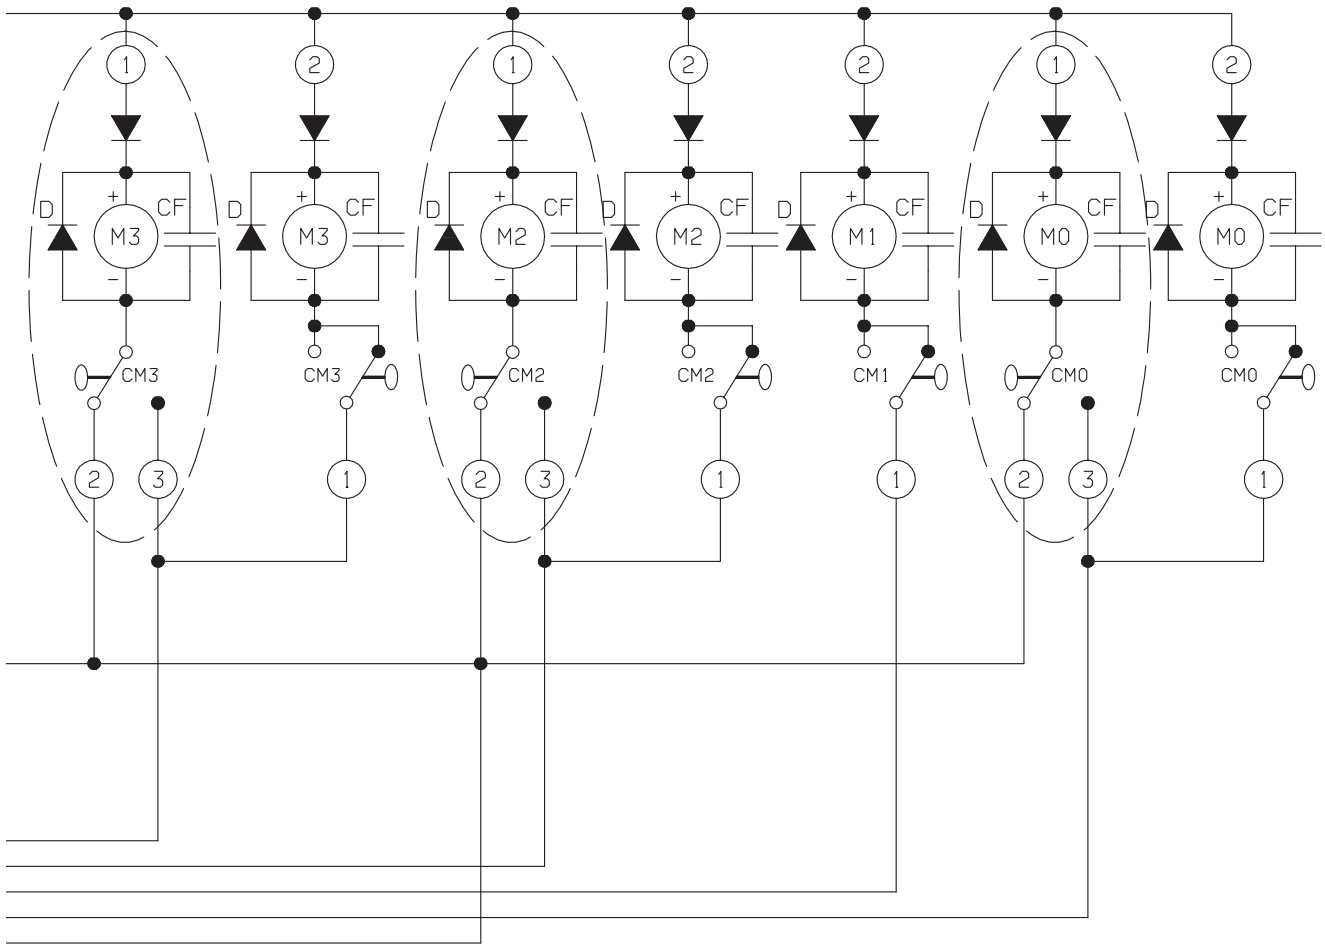 1 2 1 2 2 1 2
D + CF D + CF D + CF D + CF D + CF D + CF D + CF
M3 M3 M2 M2 M1 M0 M0
- - - - - - -
CM3 CM3 CM2 CM2 CM1 CM0 CM0
2 3 1 2 3 1 1 2 3 1